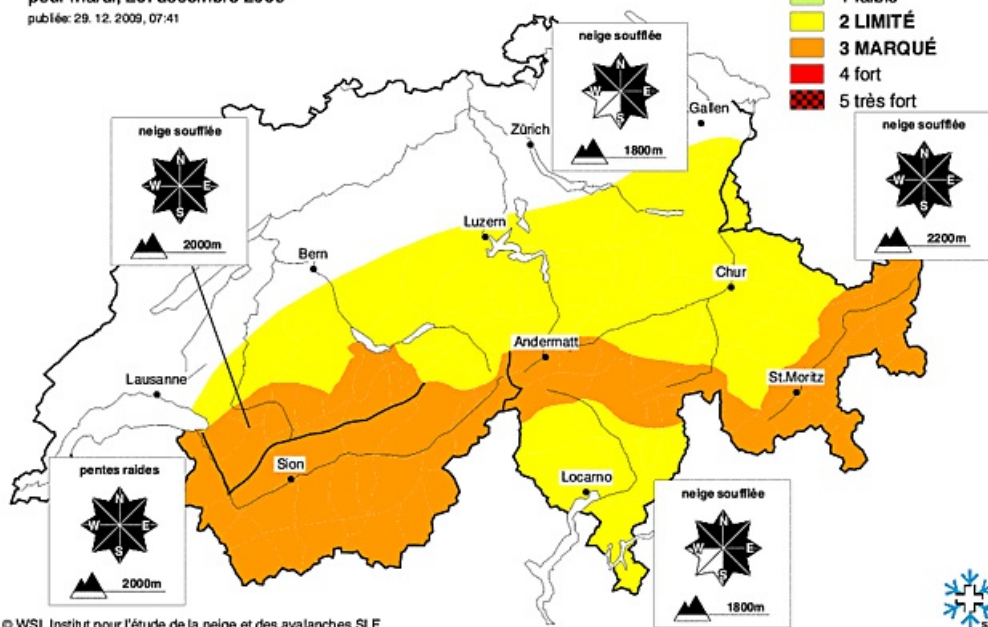 publiée: 29. 12. 2009, 07:41
2 LIMITÉ
3 MARQUÉ
4 fort
5 très fort
neige soufflée
N
W E
S
1800m
neige soufflée
N
W E
S
2000m
neige soufflée
N
W E
S
2200m
Gallen
Zürich
Luzern
Bern
Chur
Andermatt
Lausanne
St.Moritz
Sion
Locarno
pentes raides
N
W E
S
2000m
neige soufflée
N
W E
S
1800m
© WSL Institut pour l'étude de la neige et des avalanches SLF